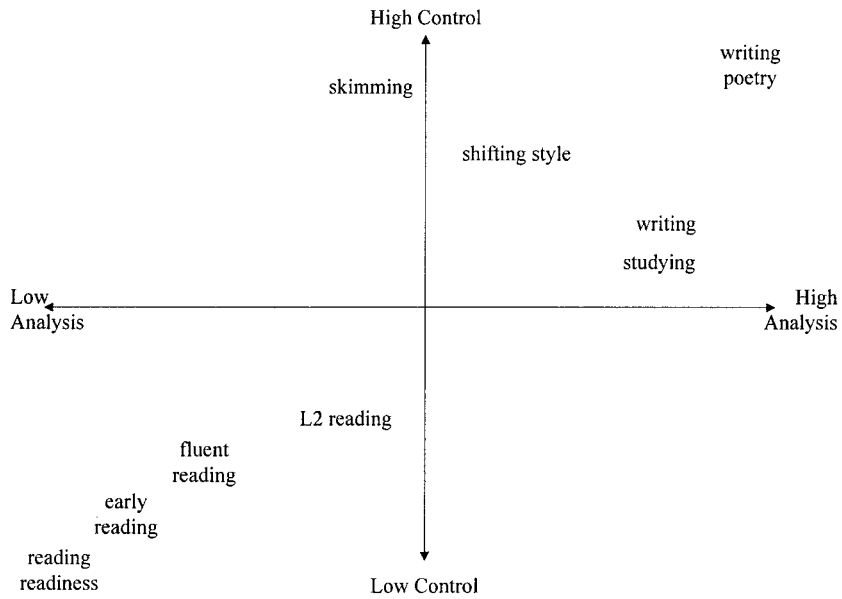 High Control
writing
poetry
skimming
shifting style
writing
studying
Low
Analysis
High
Analysis
L2 reading
fluent
reading
early
reading
reading
readiness
Low Control